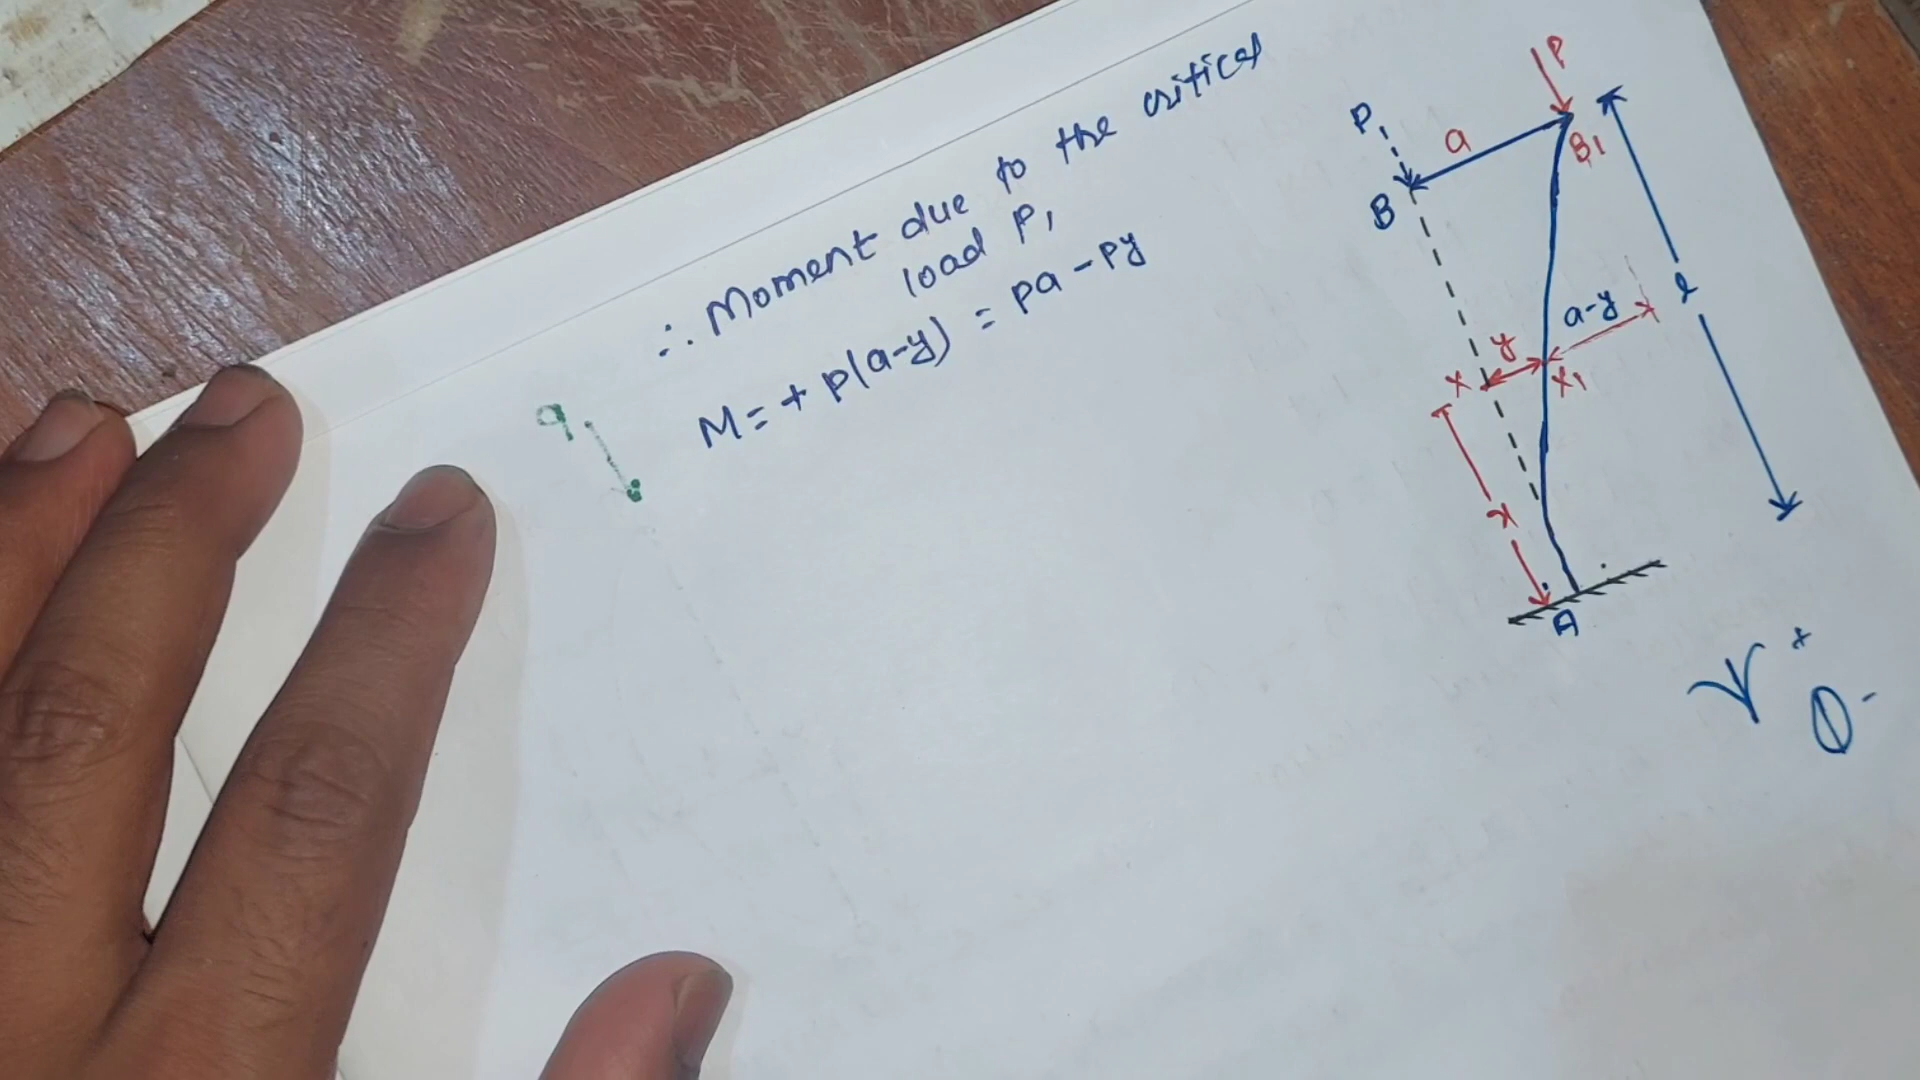 ∴ Moment due to the critical
load P,
M = + P(a-y) = Pa - Py
P
P,
a
B
B1
l
a-y
y
x
X1
x
A
+
-